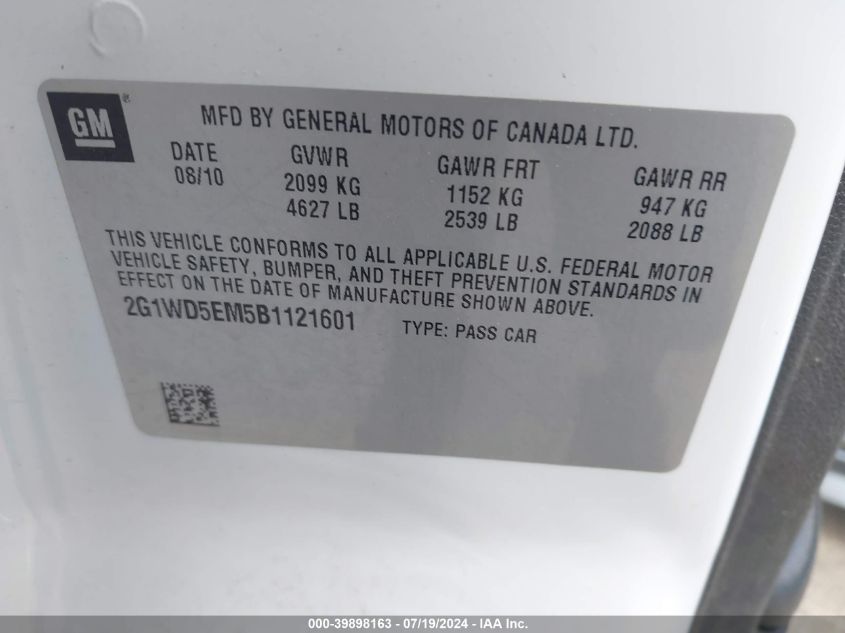 GM®
MFD BY GENERAL MOTORS OF CANADA LTD.
DATE GVWR GAWR FRT GAWR RR
08/10 2099 KG 1152 KG 947 KG
4627 LB 2539 LB 2088 LB
THIS VEHICLE CONFORMS TO ALL APPLICABLE U.S. FEDERAL MOTOR
VEHICLE SAFETY, BUMPER, AND THEFT PREVENTION STANDARDS IN
EFFECT ON THE DATE OF MANUFACTURE SHOWN ABOVE.
2G1WD5EM5B1121601 TYPE: PASS CAR
000-39898163 - 07/19/2024 - IAA Inc.